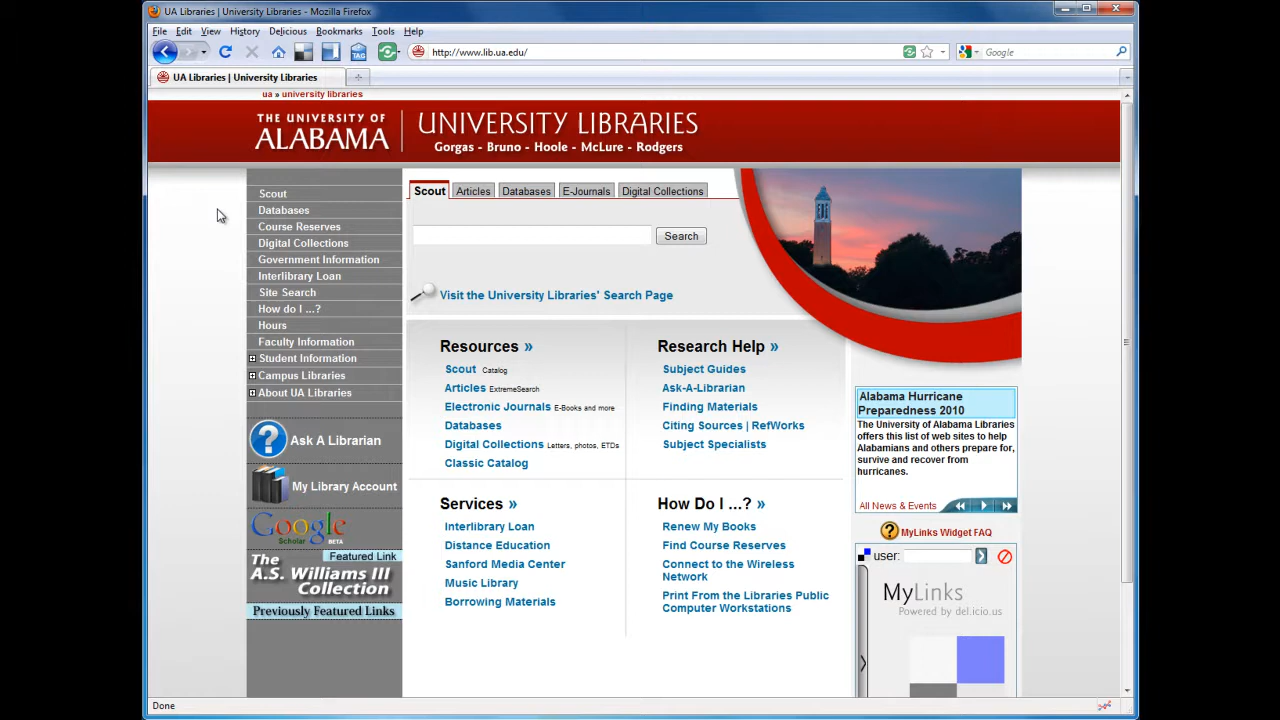 UA Libraries | University Libraries - Mozilla Firefox
File Edit View History Delicious Bookmarks Tools Help
TAG
http://www.lib.ua.edu/
Google
UA Libraries | University Libraries
ua » university libraries
THE UNIVERSITY OF
ALABAMA
UNIVERSITY LIBRARIES
Gorgas - Bruno - Hoole - McLure - Rodgers
Scout
Databases
Course Reserves
Digital Collections
Government Information
Interlibrary Loan
Site Search
How do I ...?
Hours
Faculty Information
Student Information
Campus Libraries
About UA Libraries
Ask A Librarian
My Library Account
Google
Scholar BETA
Featured Link
The
A.S. Williams III
Collection
Previously Featured Links
Scout Articles Databases E-Journals Digital Collections
Search
Visit the University Libraries' Search Page
Resources »
Scout Catalog
Articles ExtremeSearch
Electronic Journals E-Books and more
Databases
Digital Collections Letters, photos, ETDs
Classic Catalog
Research Help »
Subject Guides
Ask-A-Librarian
Finding Materials
Citing Sources | RefWorks
Subject Specialists
Services »
Interlibrary Loan
Distance Education
Sanford Media Center
Music Library
Borrowing Materials
How Do I ...? »
Renew My Books
Find Course Reserves
Connect to the Wireless
Network
Print From the Libraries Public
Computer Workstations
Alabama Hurricane
Preparedness 2010
The University of Alabama Libraries
offers this list of web sites to help
Alabamians and others prepare for,
survive and recover from
hurricanes.
All News & Events
MyLinks Widget FAQ
user:
MyLinks
Powered by del.icio.us
Done